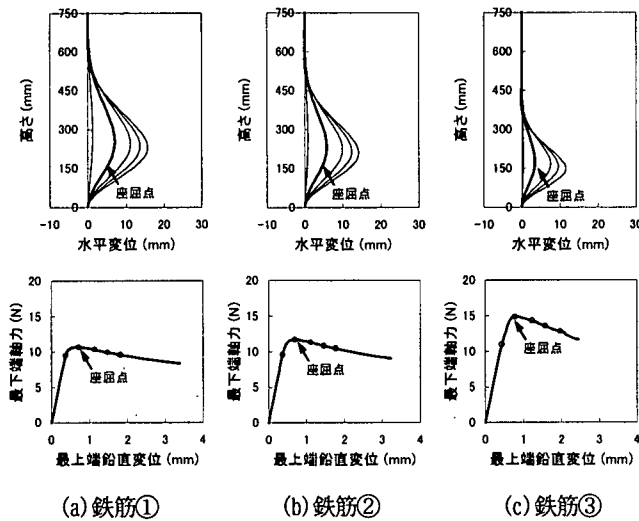 750
600
450
300
150
0
高さ(mm)
座屈点
-10 0 10 20 30
水平変位 (mm)
750
600
450
300
150
0
高さ(mm)
座屈点
-10 0 10 20 30
水平変位 (mm)
750
600
450
300
150
0
高さ(mm)
座屈点
-10 0 10 20 30
水平変位 (mm)
20
15
10
5
0
最下端軸力 (N)
座屈点
0 1 2 3 4
最上端鉛直変位 (mm)
20
15
10
5
0
最下端軸力 (N)
座屈点
0 1 2 3 4
最上端鉛直変位 (mm)
20
15
10
5
0
最下端軸力 (N)
座屈点
0 1 2 3 4
最上端鉛直変位 (mm)
(a) 鉄筋①
(b) 鉄筋②
(c) 鉄筋③